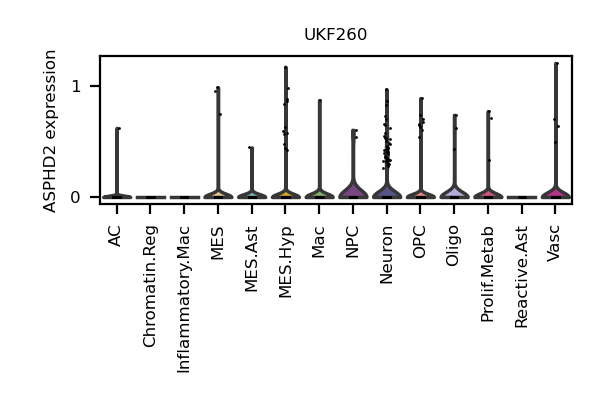 UKF260
ASPHD2 expression
1
0
AC
Chromatin.Reg
Inflammatory.Mac
MES
MES.Ast
MES.Hyp
Mac
NPC
Neuron
OPC
Oligo
Prolif.Metab
Reactive.Ast
Vasc